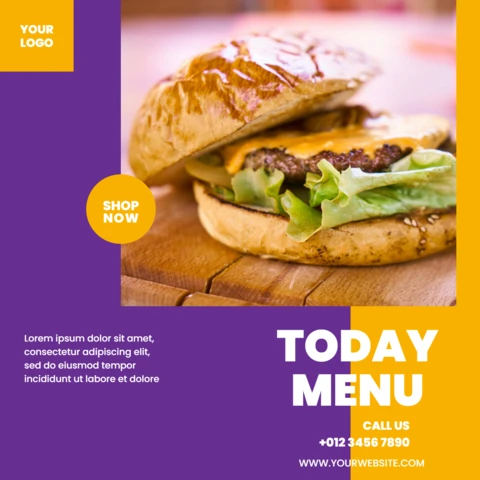 YOUR
LOGO
SHOP
NOW
Lorem ipsum dolor sit amet,
consectetur adipiscing elit,
sed do eiusmod tempor
incididunt ut labore et dolore
TODAY
MENU
CALL US
+012 3456 7890
WWW.YOURWEBSITE.COM